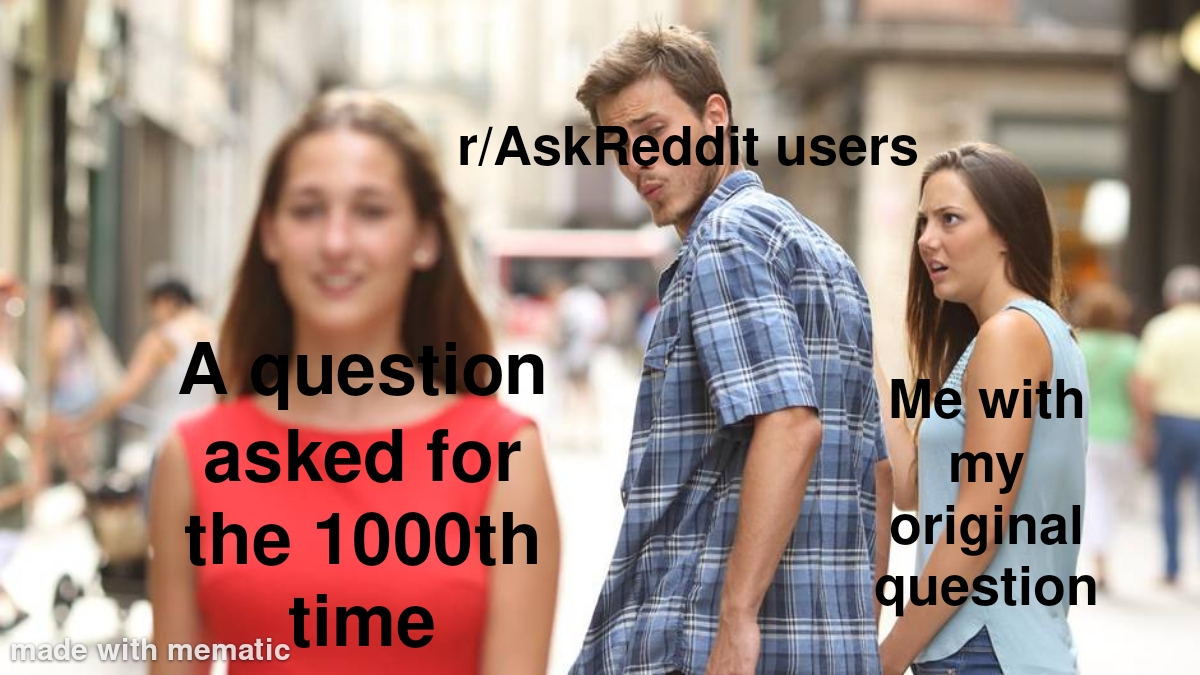 r/AskReddit users
A question
asked for
the 1000th
time
Me with
my
original
question
made with mematic